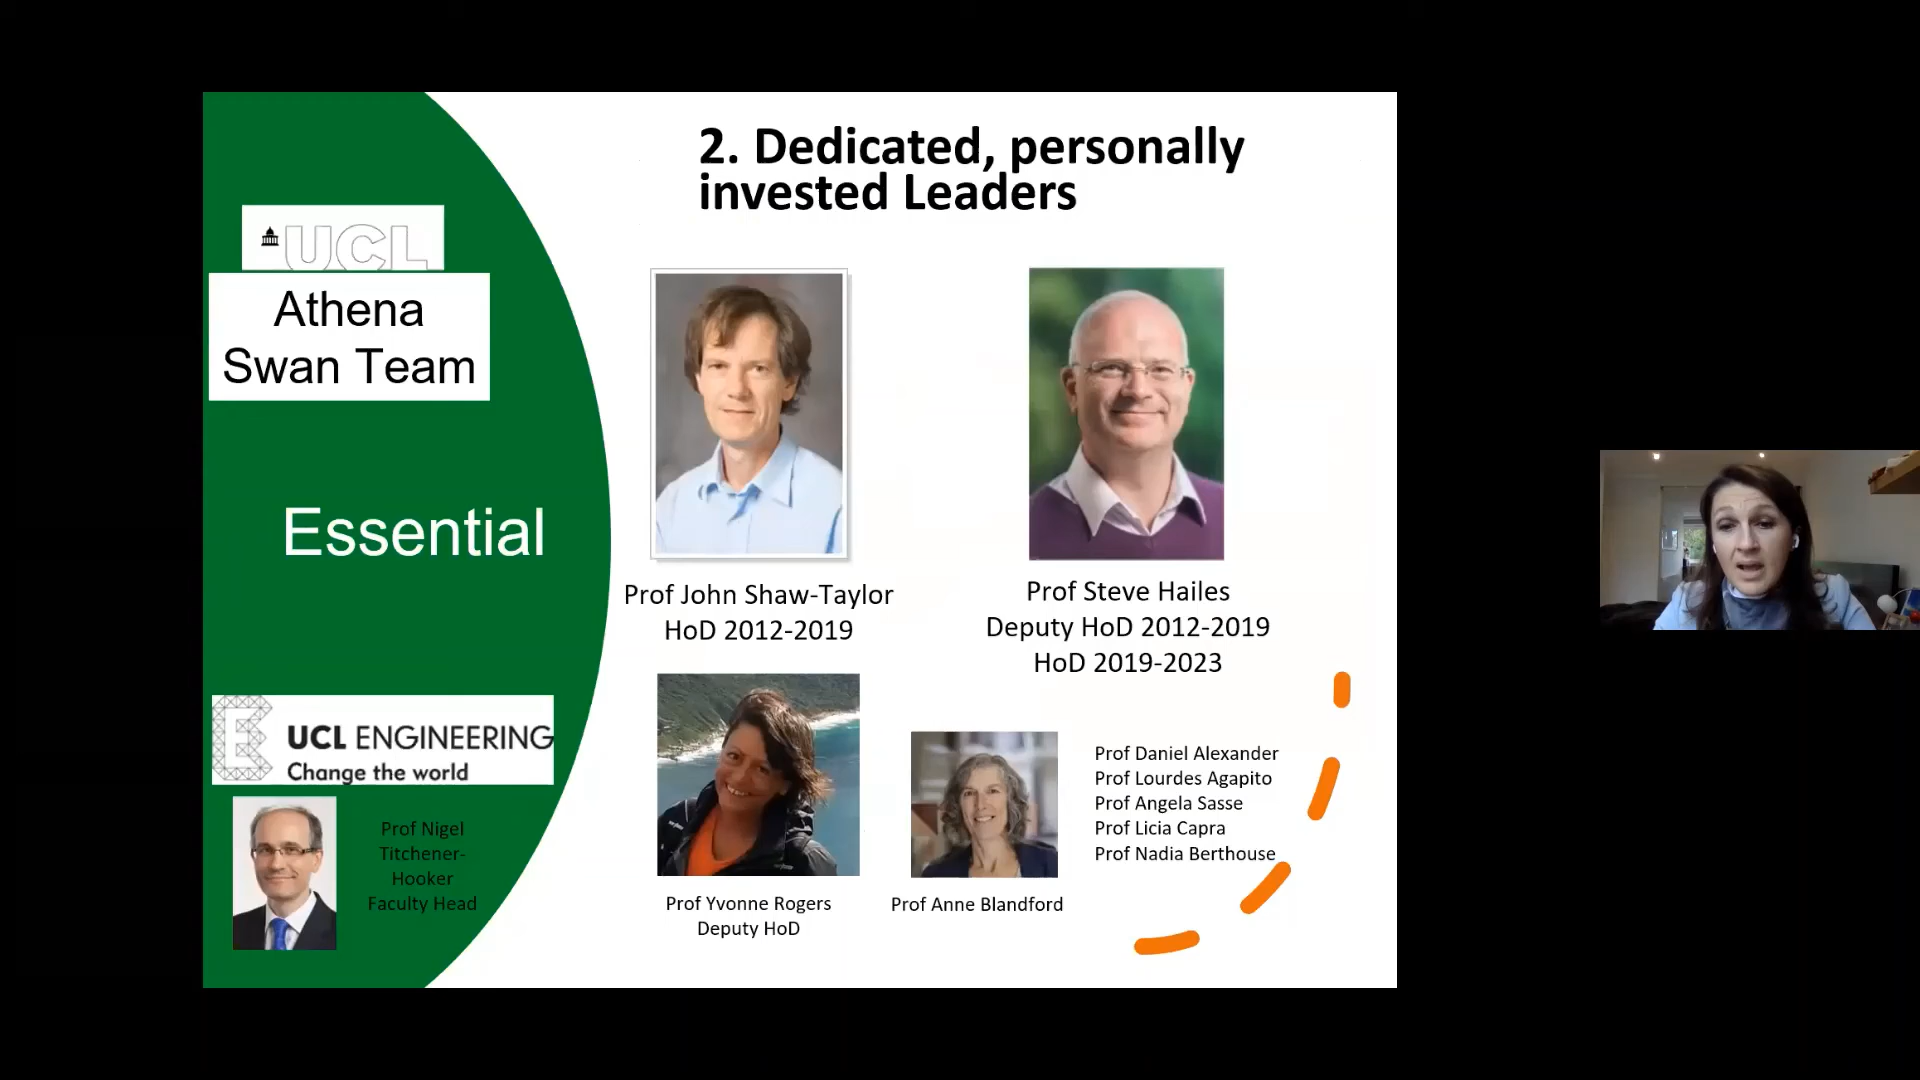 2. Dedicated, personally
invested Leaders
UCL
Athena
Swan Team
Essential
Prof John Shaw-Taylor
HoD 2012-2019
Prof Steve Hailes
Deputy HoD 2012-2019
HoD 2019-2023
UCL ENGINEERING
Change the world
Prof Nigel
Titchener-
Hooker
Faculty Head
Prof Yvonne Rogers
Deputy HoD
Prof Anne Blandford
Prof Daniel Alexander
Prof Lourdes Agapito
Prof Angela Sasse
Prof Licia Capra
Prof Nadia Berthouse